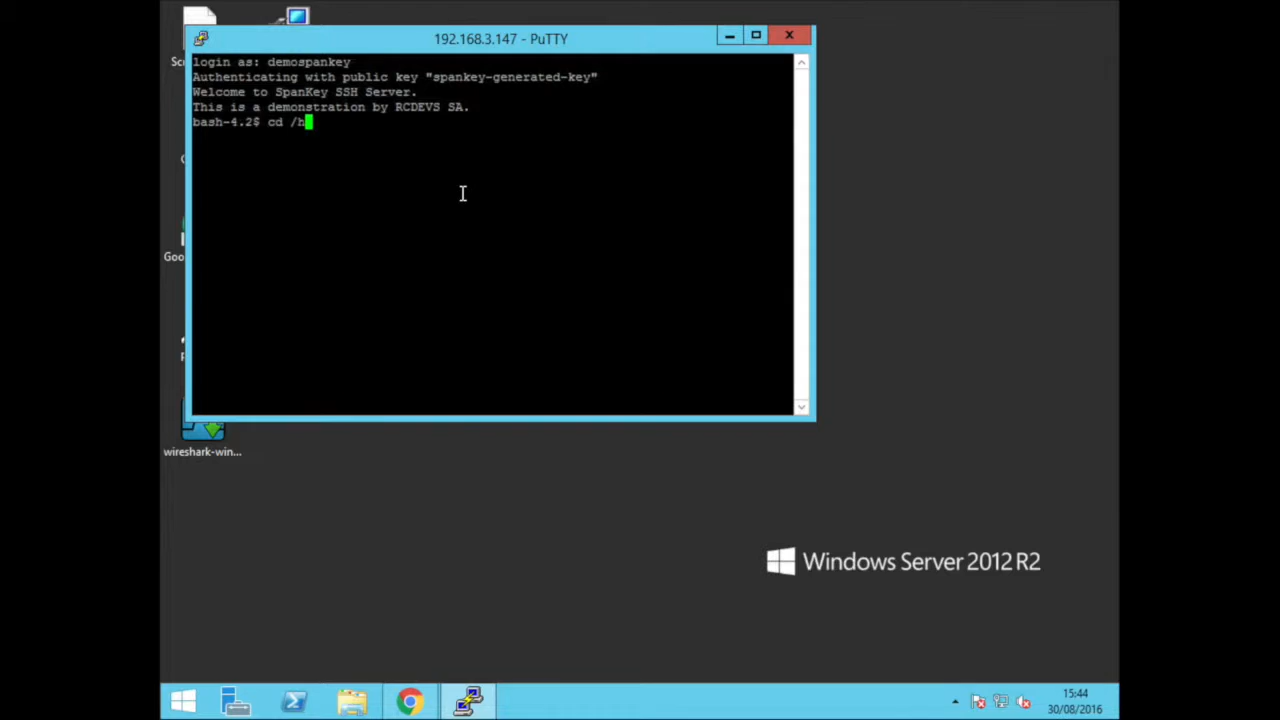 192.168.3.147 - PuTTY
login as: demospankey
Authenticating with public key "spankey-generated-key"
Welcome to SpanKey SSH Server.
This is a demonstration by RCDEVS SA.
bash-4.2$ cd /h
wireshark-win...
Windows Server 2012 R2
15:44
30/08/2016